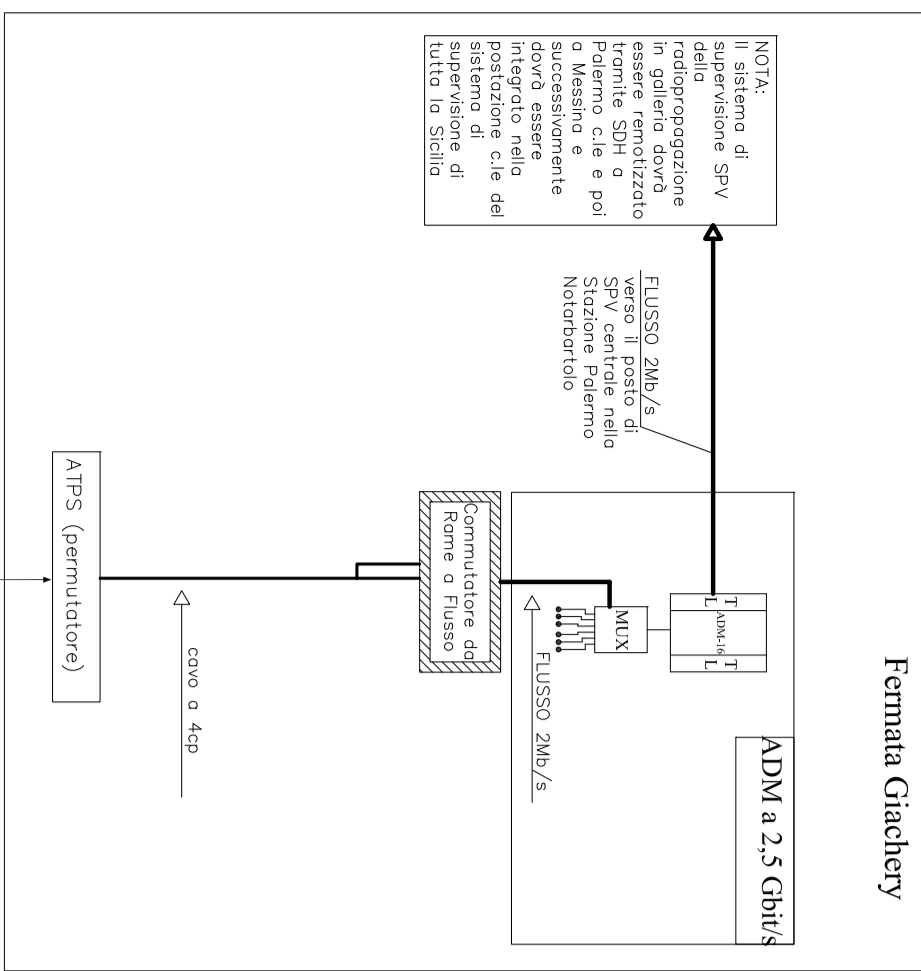 Fermata Giachery
ADM a 2,5 Gbit/s
T
L
ADM-16
T
L
MUX
FLUSSO 2Mb/s
FLUSSO 2Mb/s
verso il posto di
SPV centrale nella
Stazione Palermo
Notarbartolo
NOTA:
Il sistema di
supervisione SPV
della
radiopropagazione
in galleria dovrà
essere remotizzato
tramite SDH a
Palermo c.le e poi
a Messina e
successivamente
dovrà essere
integrato nella
postazione c.le del
sistema di
supervisione di
tutta la Sicilia
Commutatore da
Rame a Flusso
cavo a 4cp
ATPS (permutatore)